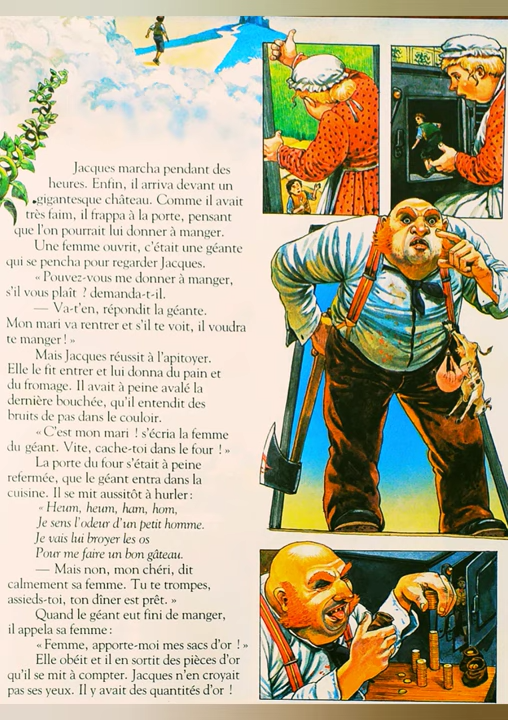 Jacques marcha pendant des
heures. Enfin, il arriva devant un
gigantesque château. Comme il avait
très faim, il frappa à la porte, pensant
que l'on pourrait lui donner à manger.
Une femme ouvrit, c'était une géante
qui se pencha pour regarder Jacques.
« Pouvez-vous me donner à manger,
s'il vous plaît ? demanda-t-il.
— Va-t'en, répondit la géante.
Mon mari va rentrer et s'il te voit, il voudra
te manger ! »
Mais Jacques réussit à l'apitoyer.
Elle le fit entrer et lui donna du pain et
du fromage. Il avait à peine avalé la
dernière bouchée, qu'il entendit des
bruits de pas dans le couloir.
« C'est mon mari ! s'écria la femme
du géant. Vite, cache-toi dans le four ! »
La porte du four s'était à peine
refermée, que le géant entra dans la
cuisine. Il se mit aussitôt à hurler :
« Heum, heum, ham, hom,
Je sens l'odeur d'un petit homme.
Je vais lui broyer les os
Pour me faire un bon gâteau.
— Mais non, mon chéri, dit
calmement sa femme. Tu te trompes,
assieds-toi, ton dîner est prêt. »
Quand le géant eut fini de manger,
il appela sa femme :
« Femme, apporte-moi mes sacs d'or ! »
Elle obéit et il en sortit des pièces d'or
qu'il se mit à compter. Jacques n'en croyait
pas ses yeux. Il y avait des quantités d'or !